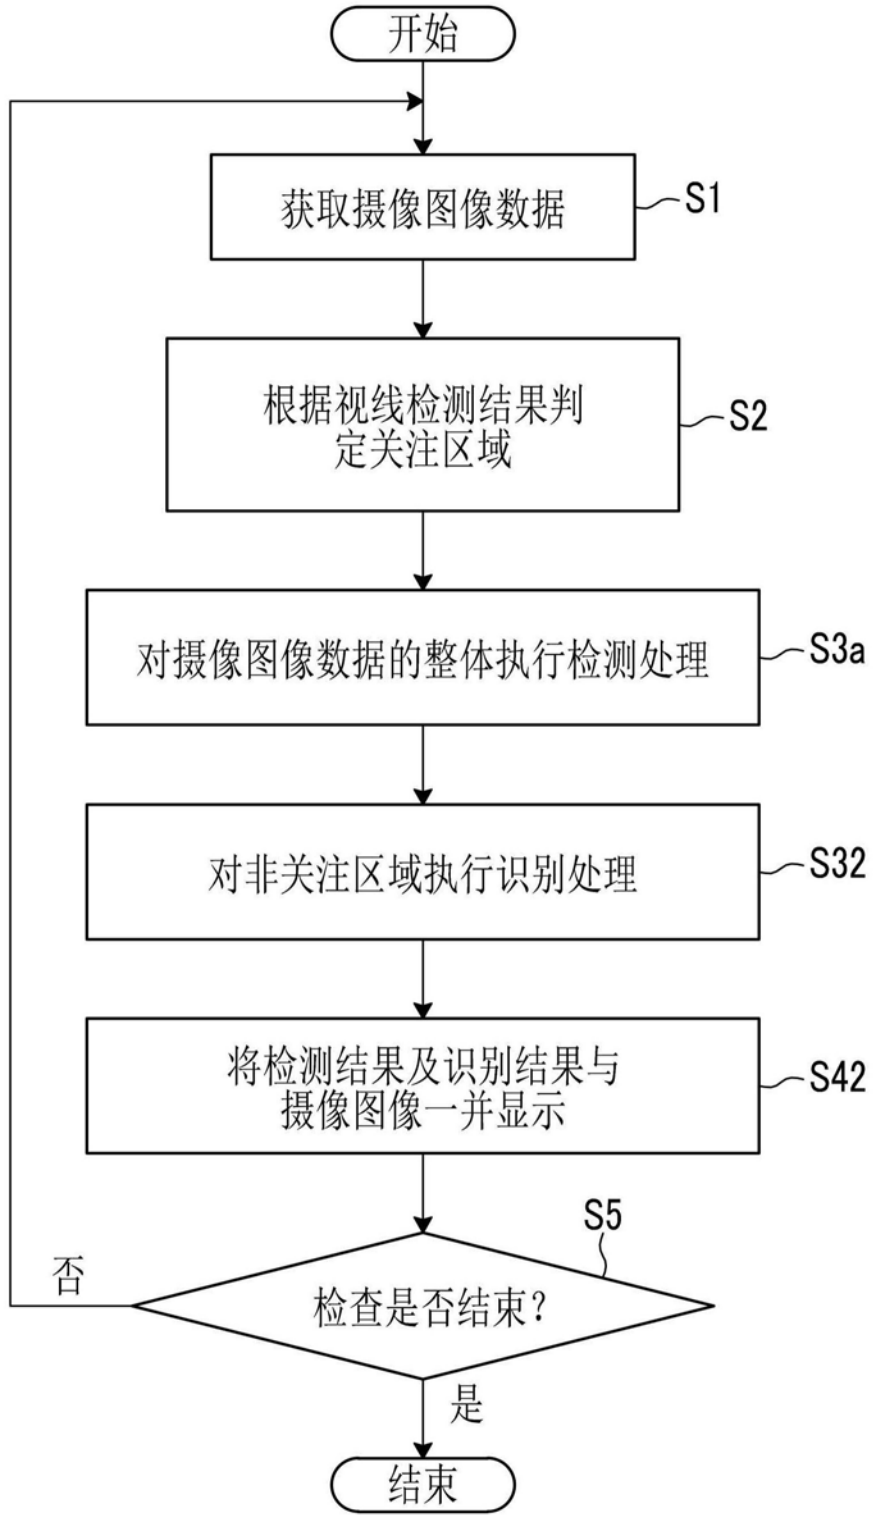 开始
获取摄像图像数据
S1
根据视线检测结果判
定关注区域
S2
对摄像图像数据的整体执行检测处理
S3a
对非关注区域执行识别处理
S32
将检测结果及识别结果与
摄像图像一并显示
S42
S5
检查是否结束?
否
是
结束